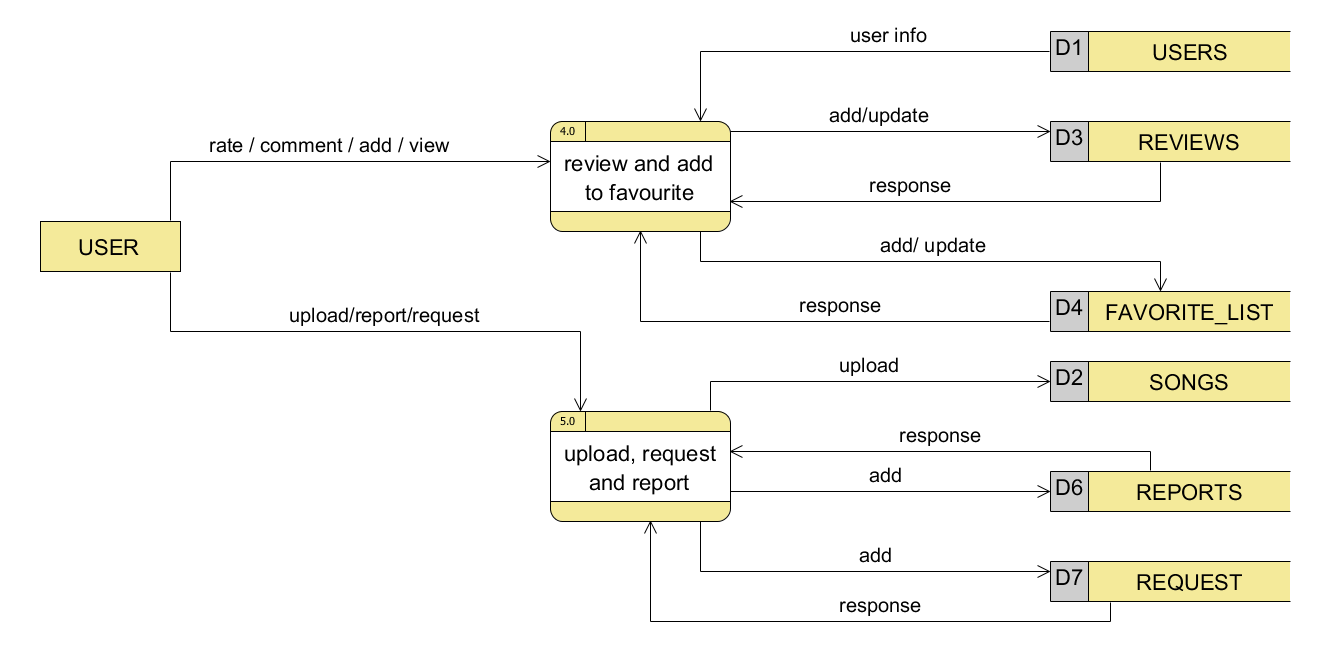 user info
D1
USERS
add/update
4.0
D3
REVIEWS
rate / comment / add / view
review and add
to favourite
response
USER
add/ update
D4
FAVORITE_LIST
response
upload/report/request
upload
D2
SONGS
5.0
response
upload, request
and report
add
D6
REPORTS
add
D7
REQUEST
response